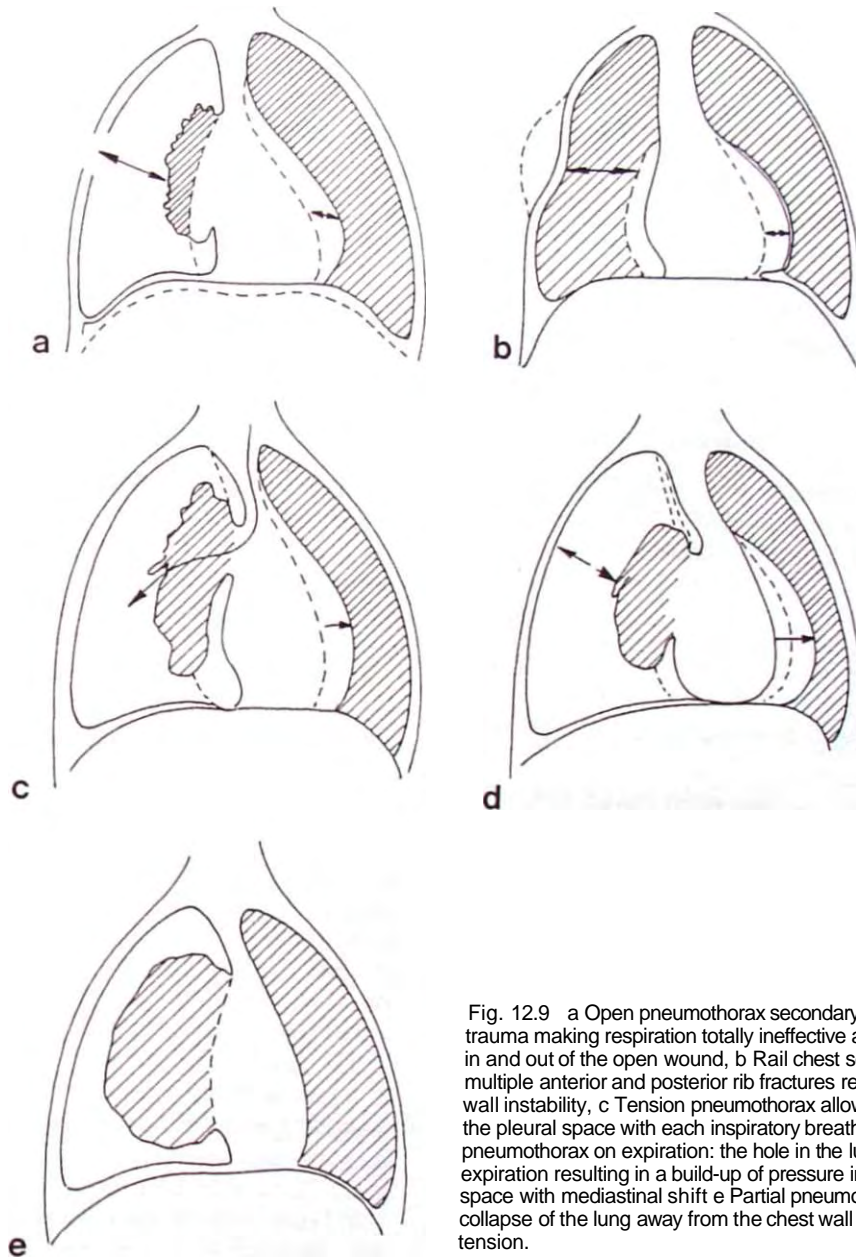 a
b
c
d
e
Fig. 12.9 a Open pneumothorax secondary
trauma making respiration totally ineffective a
in and out of the open wound, b Rail chest s
multiple anterior and posterior rib fractures re
wall instability, c Tension pneumothorax allow
the pleural space with each inspiratory breath
pneumothorax on expiration: the hole in the lu
expiration resulting in a build-up of pressure in
space with mediastinal shift e Partial pneumo
collapse of the lung away from the chest wall
tension.